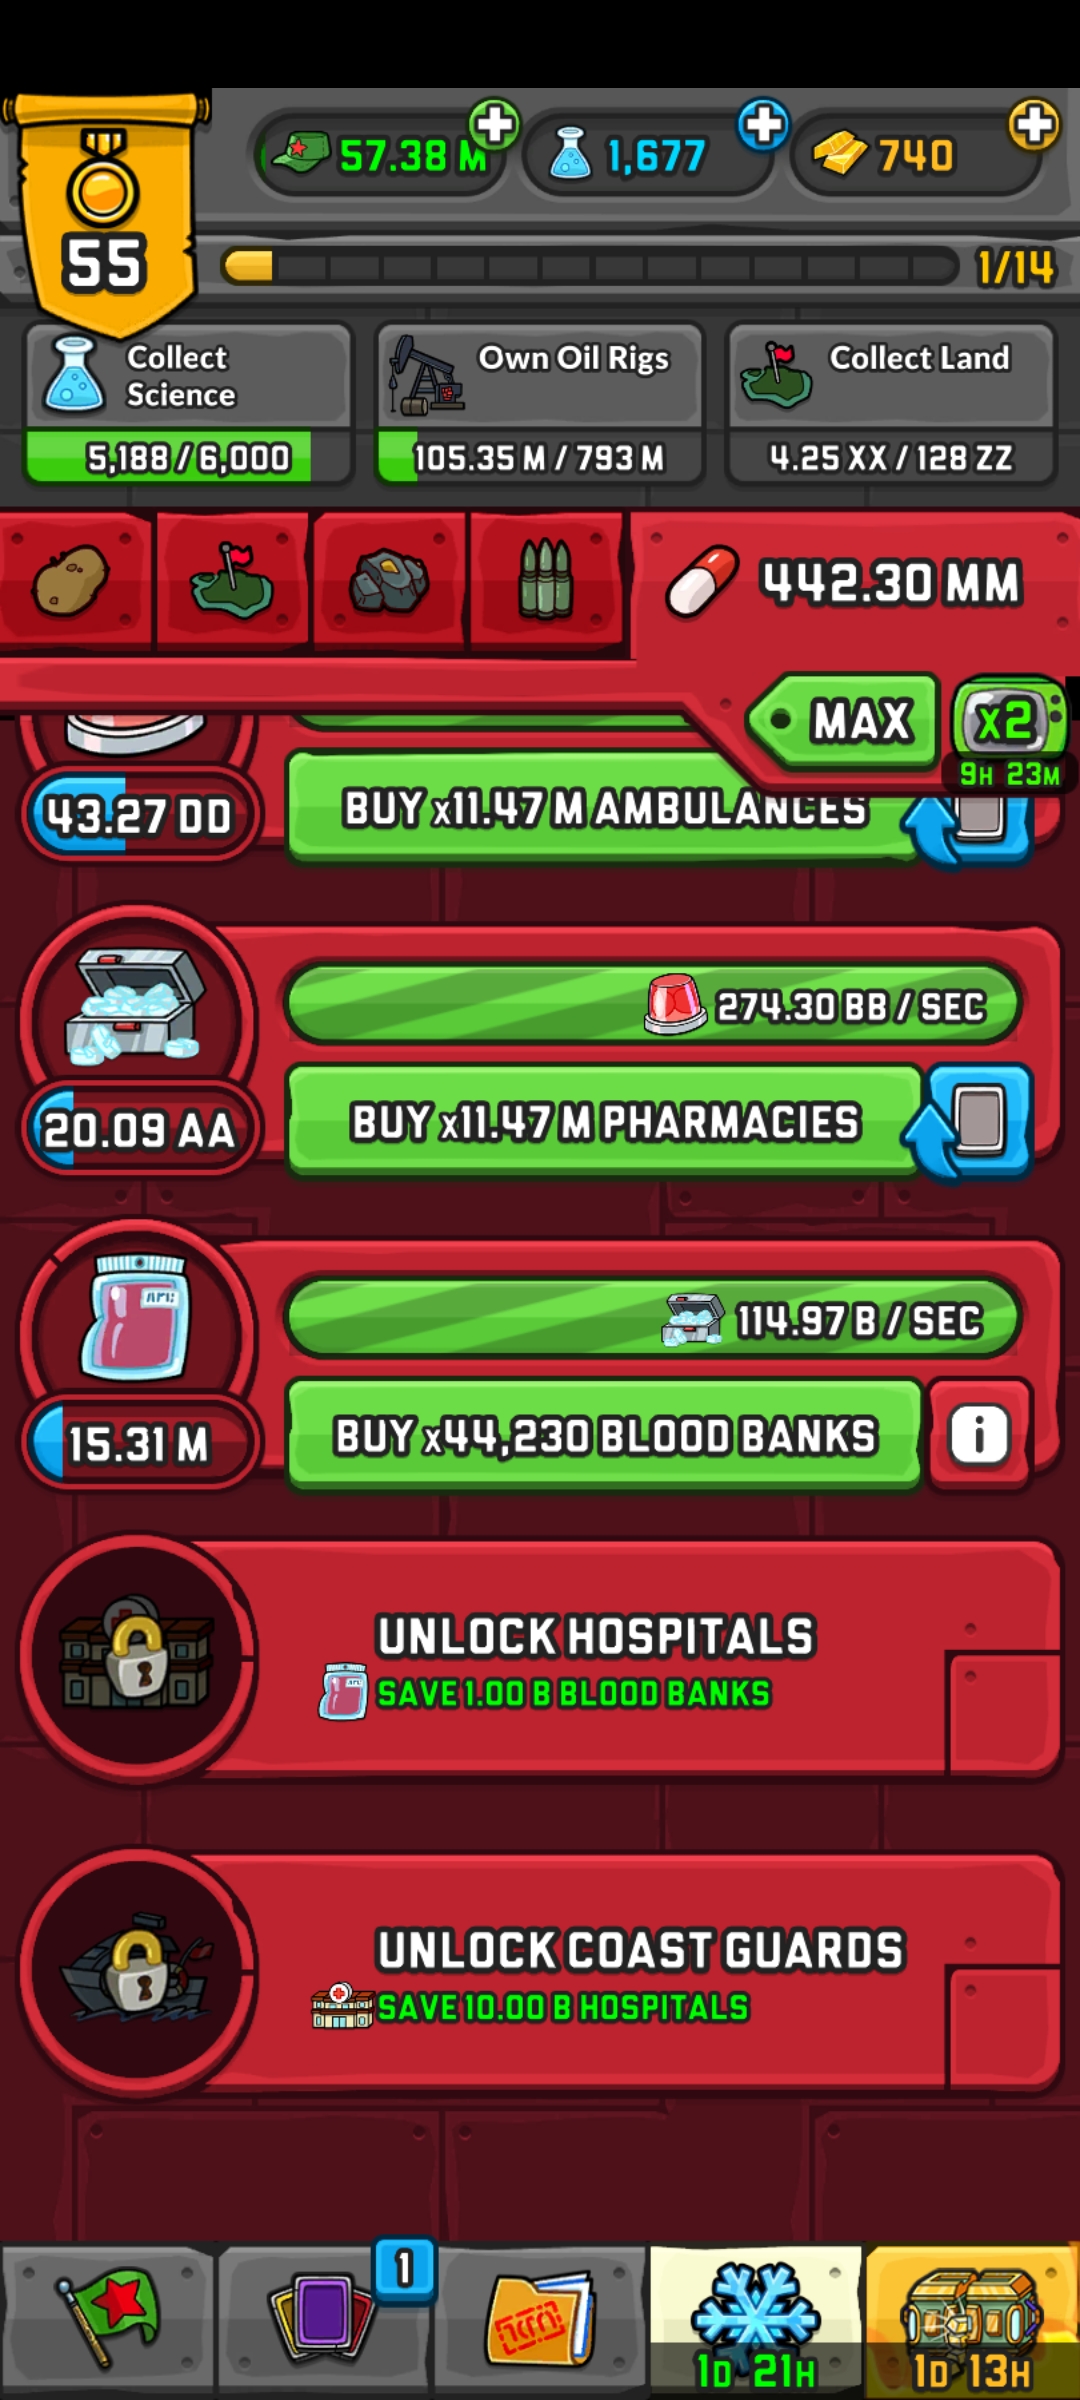 57.38 M
1,677
740
55
1/14
Collect
Science
5,188 / 6,000
Own Oil Rigs
105.35 M / 793 M
Collect Land
4.25 XX / 128 ZZ
442.30 MM
MAX
x2
9H 23M
43.27 DD
BUY x11.47 M AMBULANCES
274.30 BB / SEC
20.09 AA
BUY x11.47 M PHARMACIES
114.97 B / SEC
15.31 M
BUY x44,230 BLOOD BANKS
i
UNLOCK HOSPITALS
SAVE 1.00 B BLOOD BANKS
UNLOCK COAST GUARDS
SAVE 10.00 B HOSPITALS
1
1D 21H
1D 13H